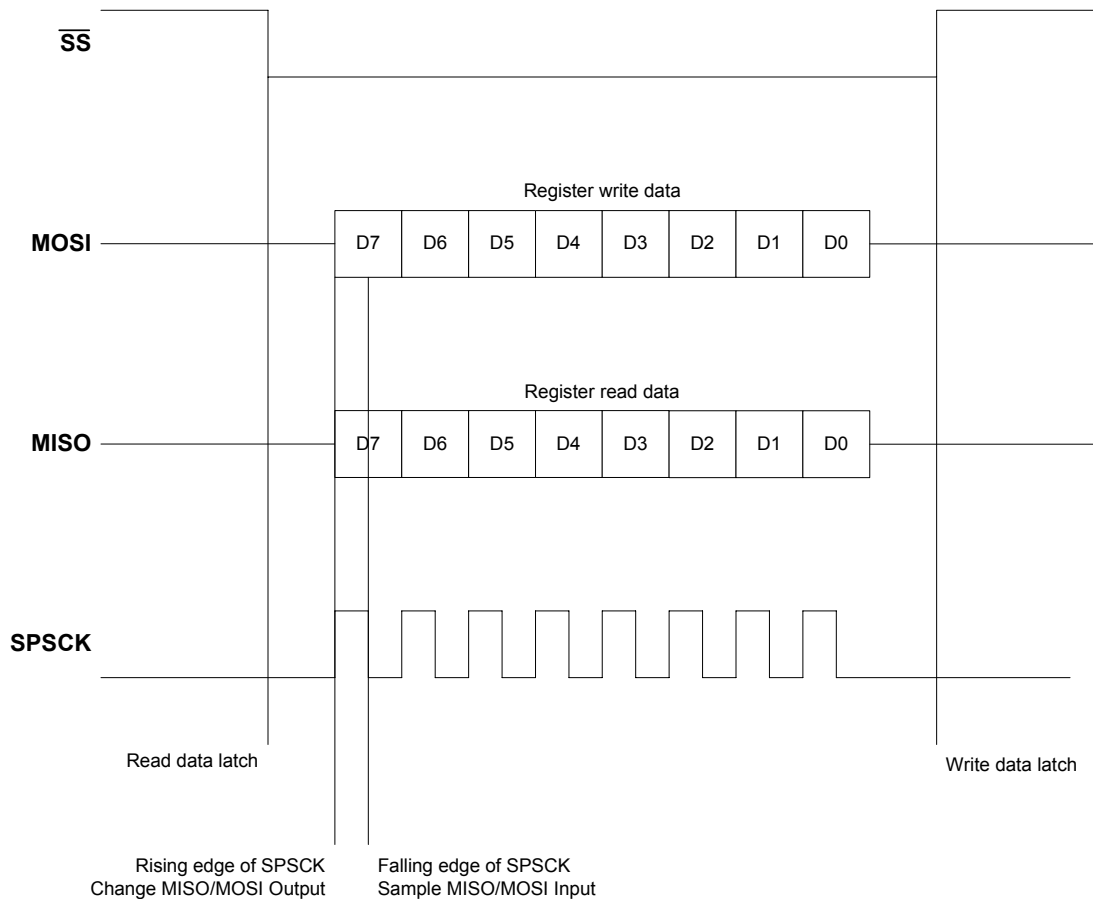 SS
Register write data
MOSI D7 D6 D5 D4 D3 D2 D1 D0
Register read data
MISO D7 D6 D5 D4 D3 D2 D1 D0
SPSCK
Read data latch
Write data latch
Rising edge of SPSCK
Change MISO/MOSI Output
Falling edge of SPSCK
Sample MISO/MOSI Input